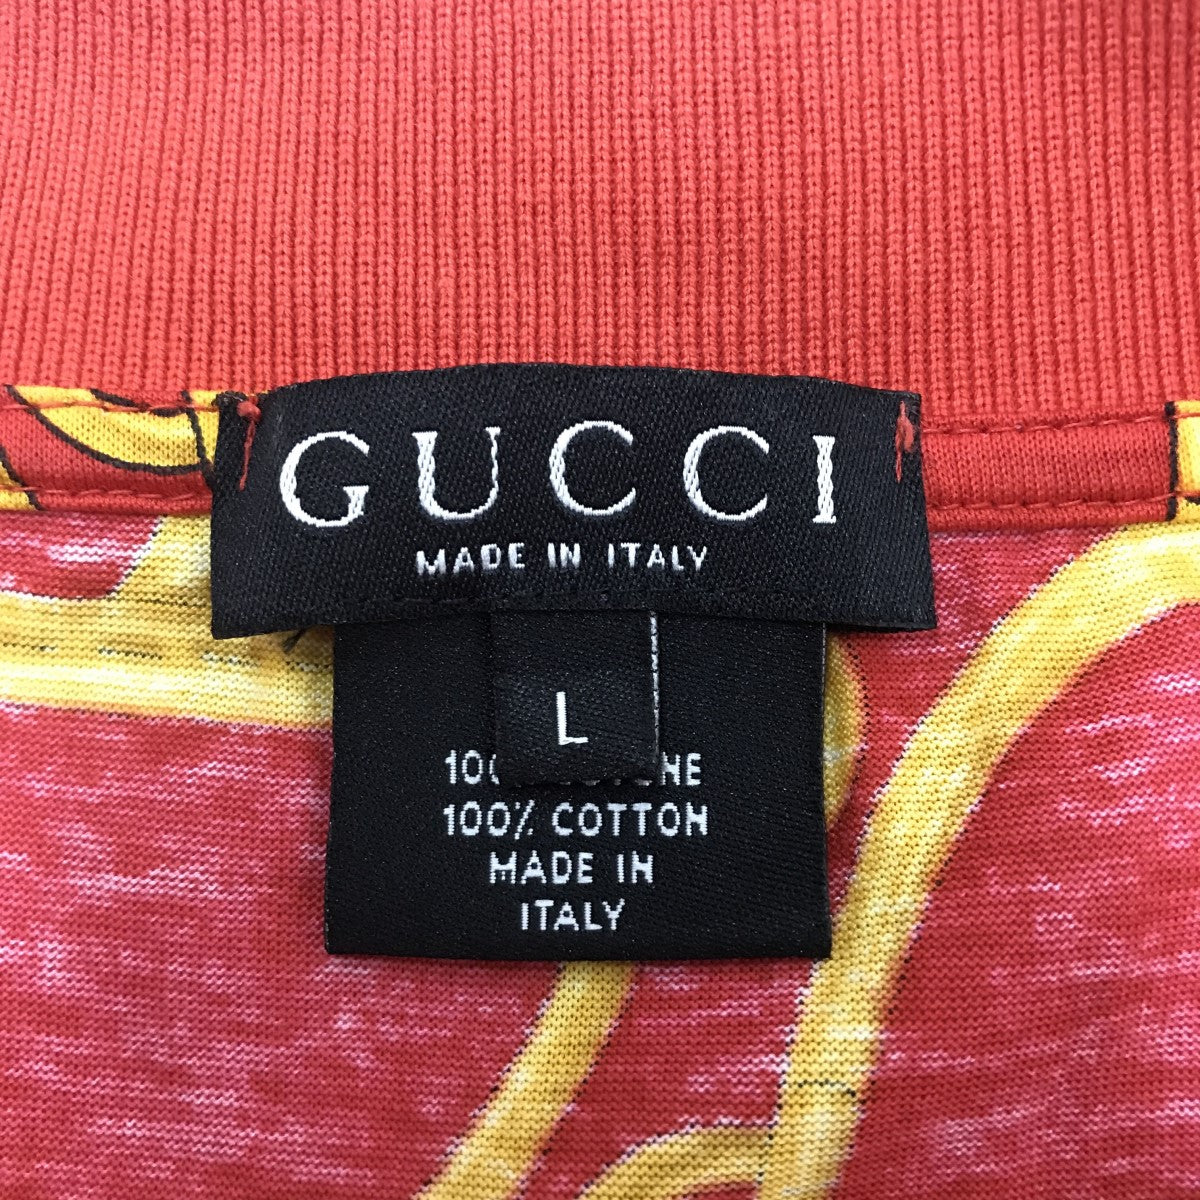 GUCCI
MADE IN ITALY
L
100% COTTON
MADE IN
ITALY